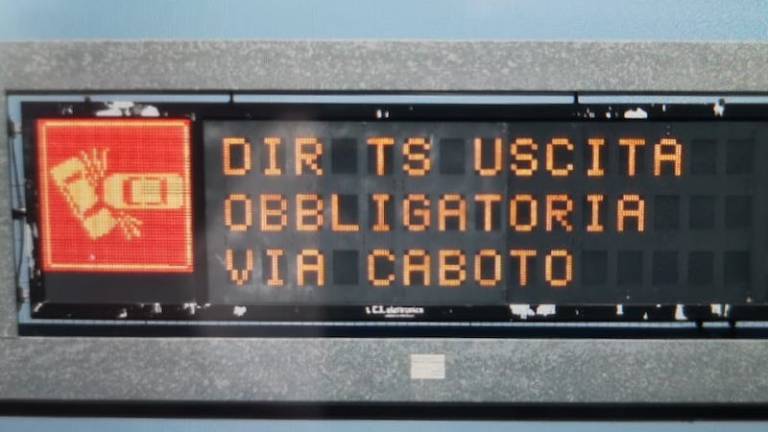 DIR TS USCITA
OBBLIGATORIA
VIA CABOTO